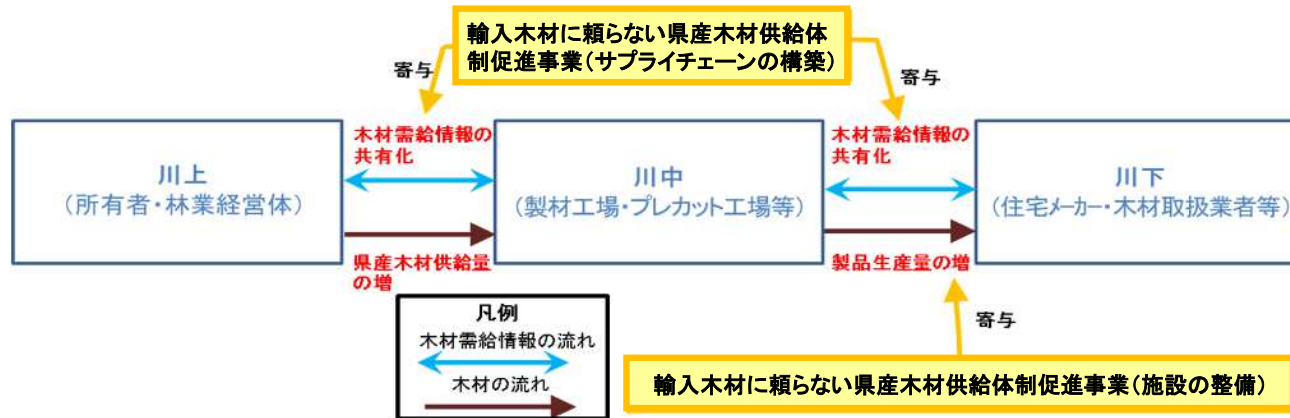 輸入木材に頼らない県産木材供給体
制促進事業(サプライチェーンの構築)
寄与
寄与
木材需給情報の
共有化
木材需給情報の
共有化
川上
(所有者・林業経営体)
川中
(製材工場・プレカット工場等)
川下
(住宅メーカー・木材取扱業者等)
県産木材供給量
の増
製品生産量の増
凡例
木材需給情報の流れ
木材の流れ
寄与
輸入木材に頼らない県産木材供給体制促進事業(施設の整備)